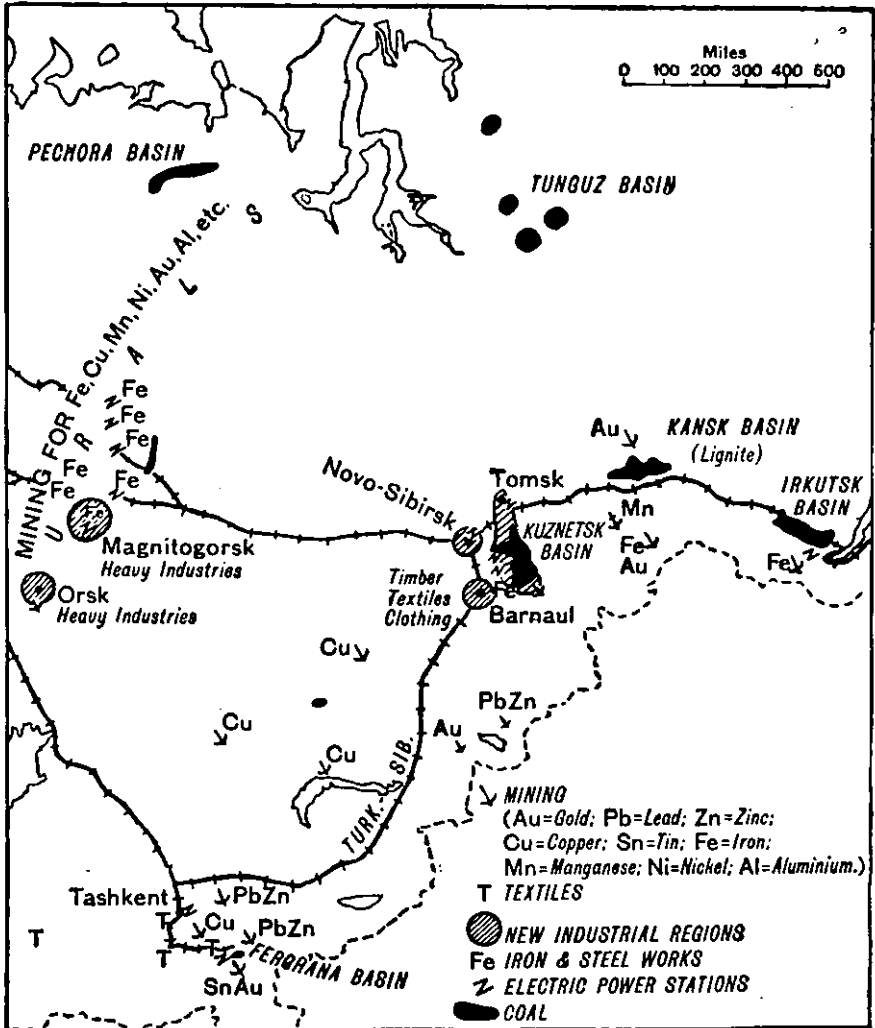 Miles
0 100 200 300 400 500
PECHORA BASIN
TUNGUZ BASIN
MINING FOR Fe, Cu, Mn, Ni, Au, Al, etc.
U R A L S
Fe
Fe
Fe
Fe
Fe
Fe
Au
KANSK BASIN
(Lignite)
Novo-Sibirsk
Tomsk
IRKUTSK
BASIN
Mn
KUZNETSK
BASIN
Magnitogorsk
Heavy Industries
Fe
Au
Fe
Orsk
Heavy Industries
Timber
Textiles
Clothing
Fe
Barnaul
Cu
PbZn
Cu
Au
Cu
TURK.-SIB.
MINING
(Au=Gold; Pb=Lead; Zn=Zinc;
Cu=Copper; Sn=Tin; Fe=Iron;
Mn=Manganese; Ni=Nickel; Al=Aluminium.)
T TEXTILES
Tashkent
PbZn
T
Cu
PbZn
T
T
T
FERGHANA BASIN
SnAu
NEW INDUSTRIAL REGIONS
Fe IRON & STEEL WORKS
ELECTRIC POWER STATIONS
COAL